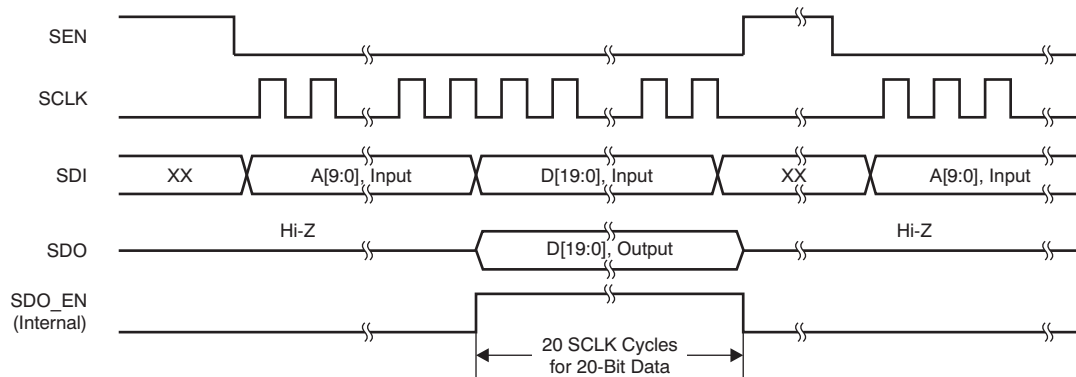 SEN
SCLK
SDI
XX
A[9:0], Input
D[19:0], Input
XX
A[9:0], Input
Hi-Z
Hi-Z
SDO
D[19:0], Output
SDO_EN
(Internal)
20 SCLK Cycles
for 20-Bit Data